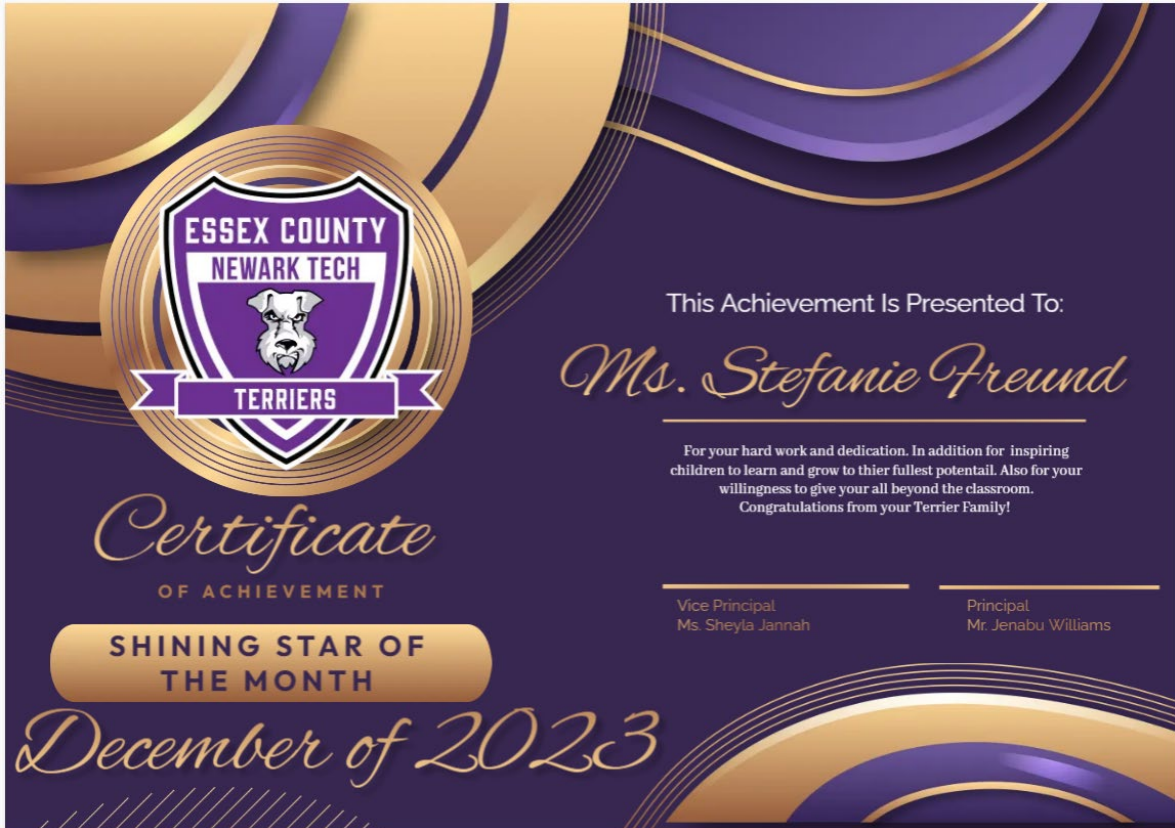 ESSEX COUNTY
NEWARK TECH
TERRIERS
Certificate
OF ACHIEVEMENT
SHINING STAR OF
THE MONTH
December of 2023
This Achievement Is Presented To:
Ms. Stefanie Freund
For your hard work and dedication. In addition for inspiring
children to learn and grow to thier fullest potentail. Also for your
willingness to give your all beyond the classroom.
Congratulations from your Terrier Family!
Vice Principal
Ms. Sheyla Jannah
Principal
Mr. Jenabu Williams